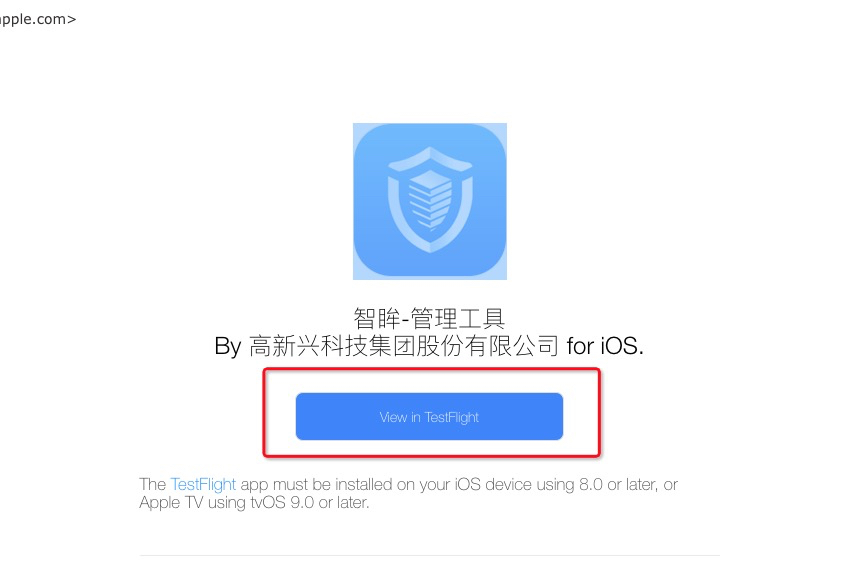 apple.com>
智眸-管理工具
By 高新兴科技集团股份有限公司 for iOS.
View in TestFlight
The TestFlight app must be installed on your iOS device using 8.0 or later, or
Apple TV using tvOS 9.0 or later.